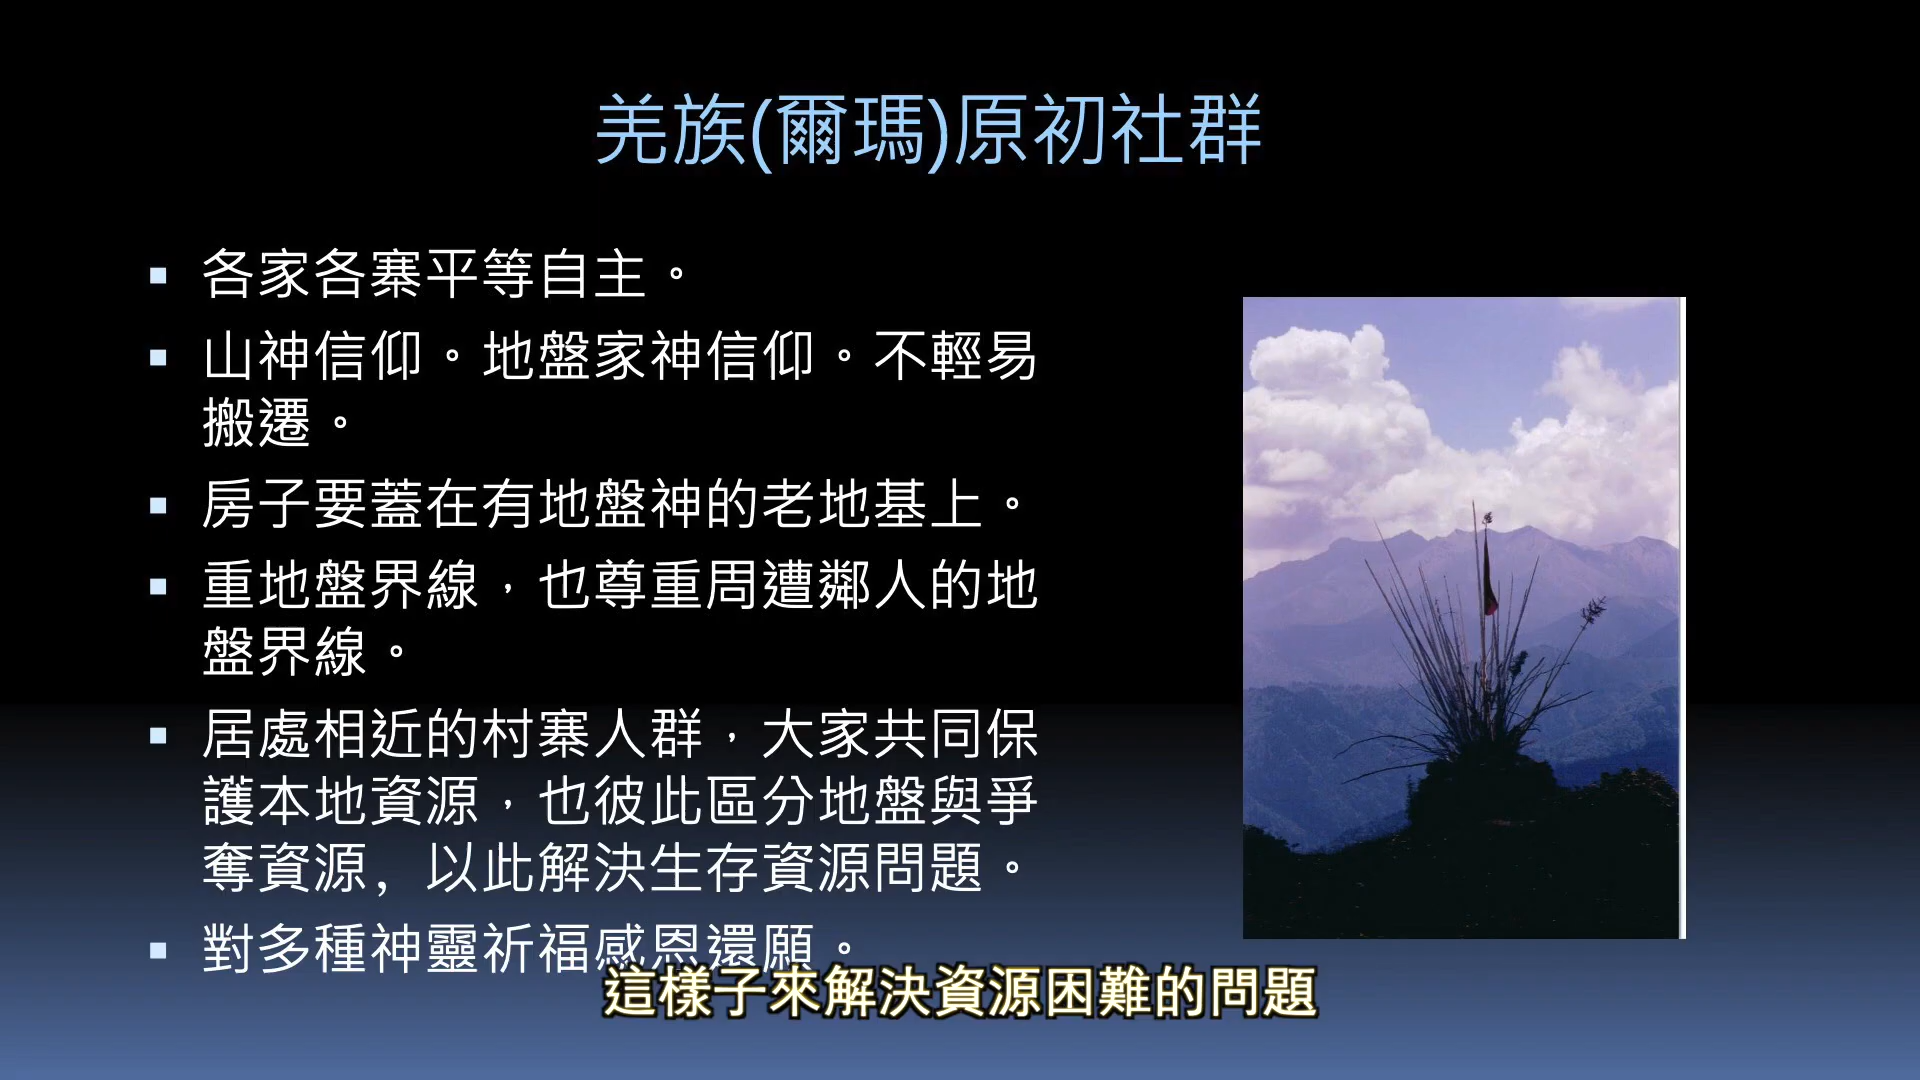 羌族(爾瑪)原初社群
▪ 各家各寨平等自主。
▪ 山神信仰。地盤家神信仰。不輕易
搬遷。
▪ 房子要蓋在有地盤神的老地基上。
▪ 重地盤界線，也尊重周遭鄰人的地
盤界線。
▪ 居處相近的村寨人群，大家共同保
護本地資源，也彼此區分地盤與爭
奪資源，以此解決生存資源問題。
▪ 對多種神靈祈福感恩還願。
這樣子來解決資源困難的問題